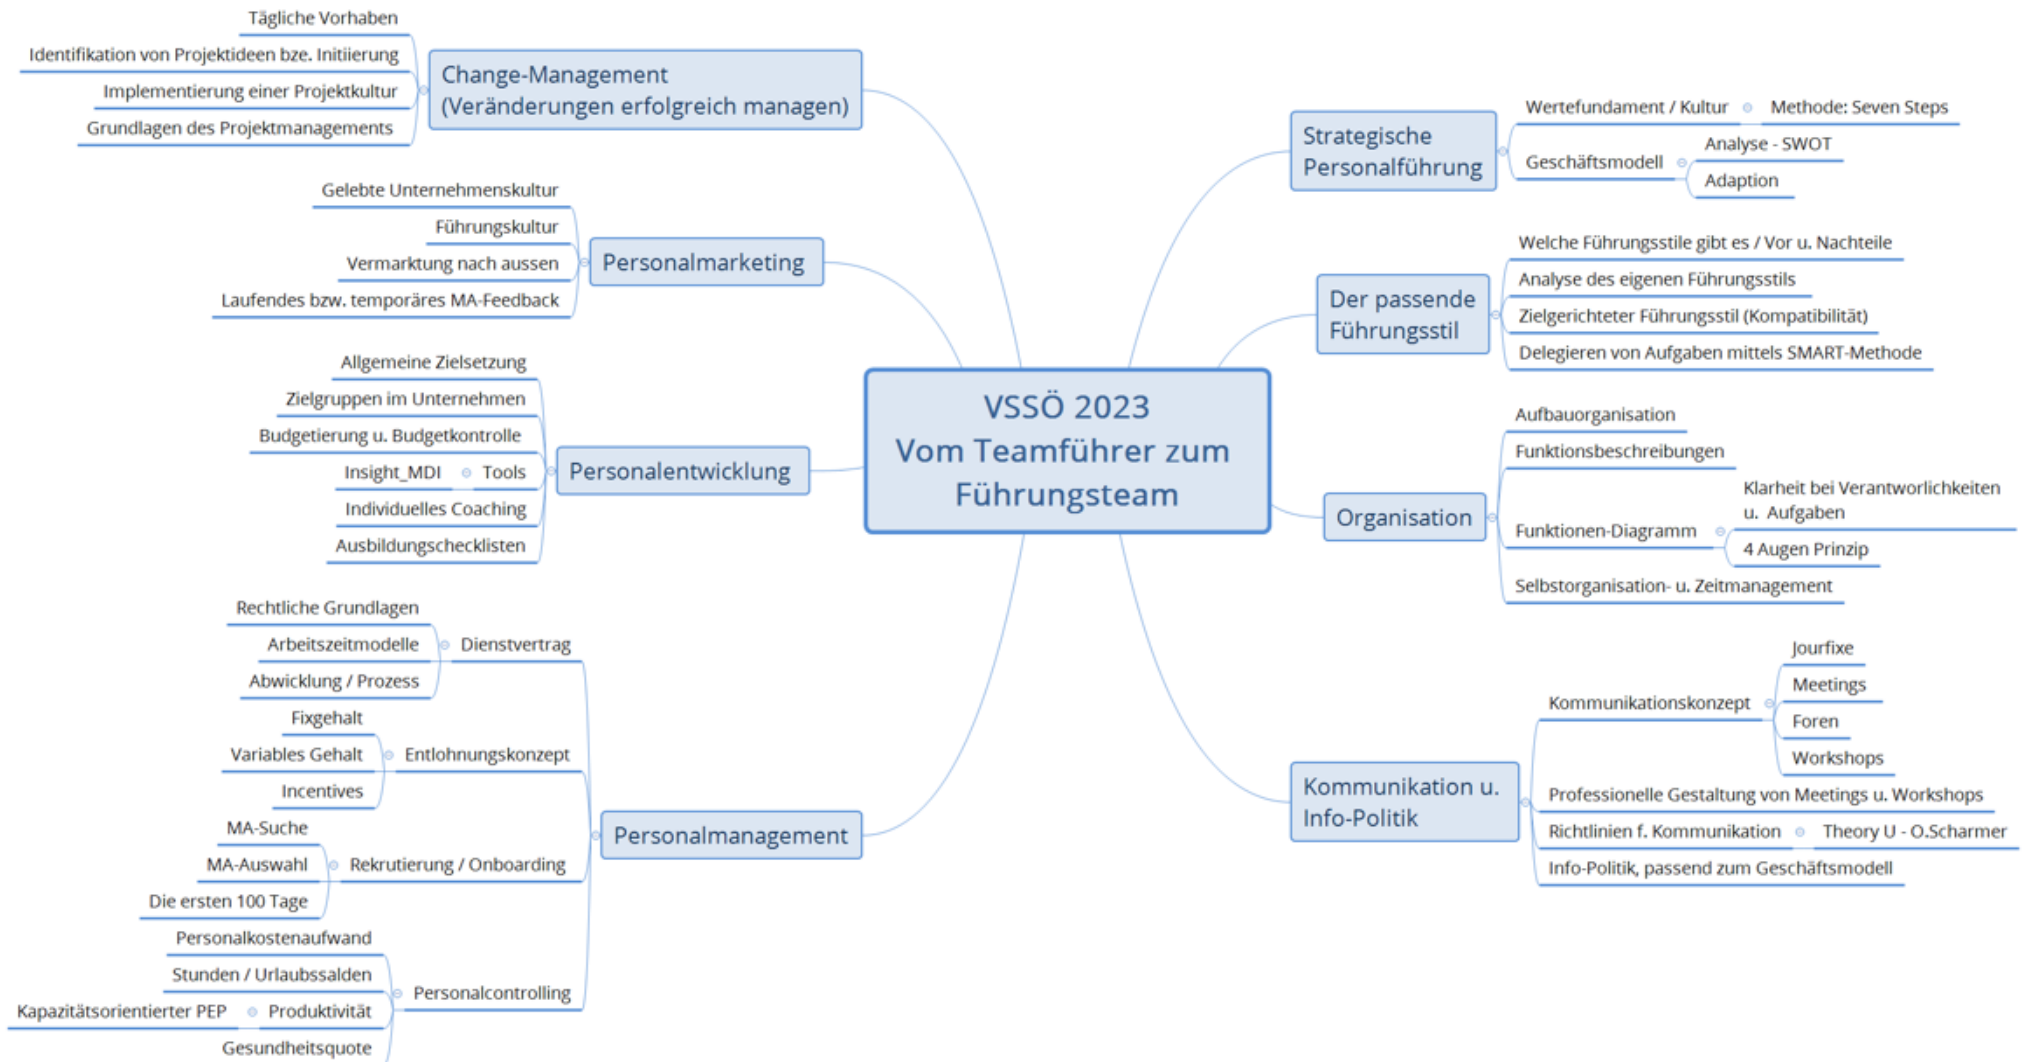 VSSÖ 2023
Vom Teamführer zum
Führungsteam
Strategische
Personalführung
Wertefundament / Kultur
Methode: Seven Steps
Geschäftsmodell
Analyse - SWOT
Adaption
Der passende
Führungsstil
Welche Führungsstile gibt es / Vor u. Nachteile
Analyse des eigenen Führungsstils
Zielgerichteter Führungsstil (Kompatibilität)
Delegieren von Aufgaben mittels SMART-Methode
Organisation
Aufbauorganisation
Funktionsbeschreibungen
Funktionen-Diagramm
Klarheit bei Verantworlichkeiten
u. Aufgaben
4 Augen Prinzip
Selbstorganisation- u. Zeitmanagement
Kommunikation u.
Info-Politik
Kommunikationskonzept
Jourfixe
Meetings
Foren
Workshops
Professionelle Gestaltung von Meetings u. Workshops
Richtlinien f. Kommunikation
Theory U - O.Scharmer
Info-Politik, passend zum Geschäftsmodell
Change-Management
(Veränderungen erfolgreich managen)
Tägliche Vorhaben
Identifikation von Projektideen bze. Initiierung
Implementierung einer Projektkultur
Grundlagen des Projektmanagements
Personalmarketing
Gelebte Unternehmenskultur
Führungskultur
Vermarktung nach aussen
Laufendes bzw. temporäres MA-Feedback
Personalentwicklung
Allgemeine Zielsetzung
Zielgruppen im Unternehmen
Budgetierung u. Budgetkontrolle
Tools
Insight_MDI
Individuelles Coaching
Ausbildungschecklisten
Personalmanagement
Dienstvertrag
Rechtliche Grundlagen
Arbeitszeitmodelle
Abwicklung / Prozess
Entlohnungskonzept
Fixgehalt
Variables Gehalt
Incentives
Rekrutierung / Onboarding
MA-Suche
MA-Auswahl
Die ersten 100 Tage
Personalcontrolling
Personalkostenaufwand
Stunden / Urlaubssalden
Produktivität
Kapazitätsorientierter PEP
Gesundheitsquote